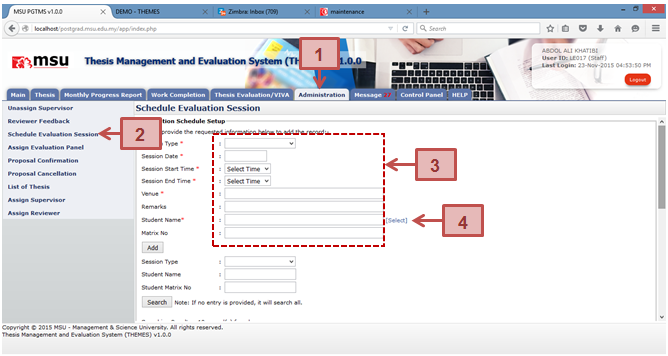 MSU PGTMS v1.0.0
DEMO - THEMES
Zimbra: Inbox (709)
maintenance
localhost/postgrad.msu.edu.my/app/index.php
Search
msu
Thesis Management and Evaluation System (THEMES) v1.0.0
ABDOL ALI KHATIBI
User ID: LE017 (Staff)
Last Login: 23-Nov-2015 04:53:50 PM
Logout
1
Main
Thesis
Monthly Progress Report
Work Completion
Thesis Evaluation/VIVA
Administration
Message
Control Panel
HELP
Unassign Supervisor
Reviewer Feedback
Schedule Evaluation Session
Assign Evaluation Panel
Proposal Confirmation
Proposal Cancellation
List of Thesis
Assign Supervisor
Assign Reviewer
2
Schedule Evaluation Session
Schedule Setup
provide the requested information below to add the record:
Type * :
Session Date * :
Session Start Time * : Select Time
Session End Time * : Select Time
Venue * :
Remarks :
Student Name* : [Select]
Matrix No :
3
4
Add
Session Type :
Student Name :
Student Matrix No :
Search Note: If no entry is provided, it will search all.
Copyright © 2015 MSU - Management & Science University. All rights reserved.
Thesis Management and Evaluation System (THEMES) v1.0.0